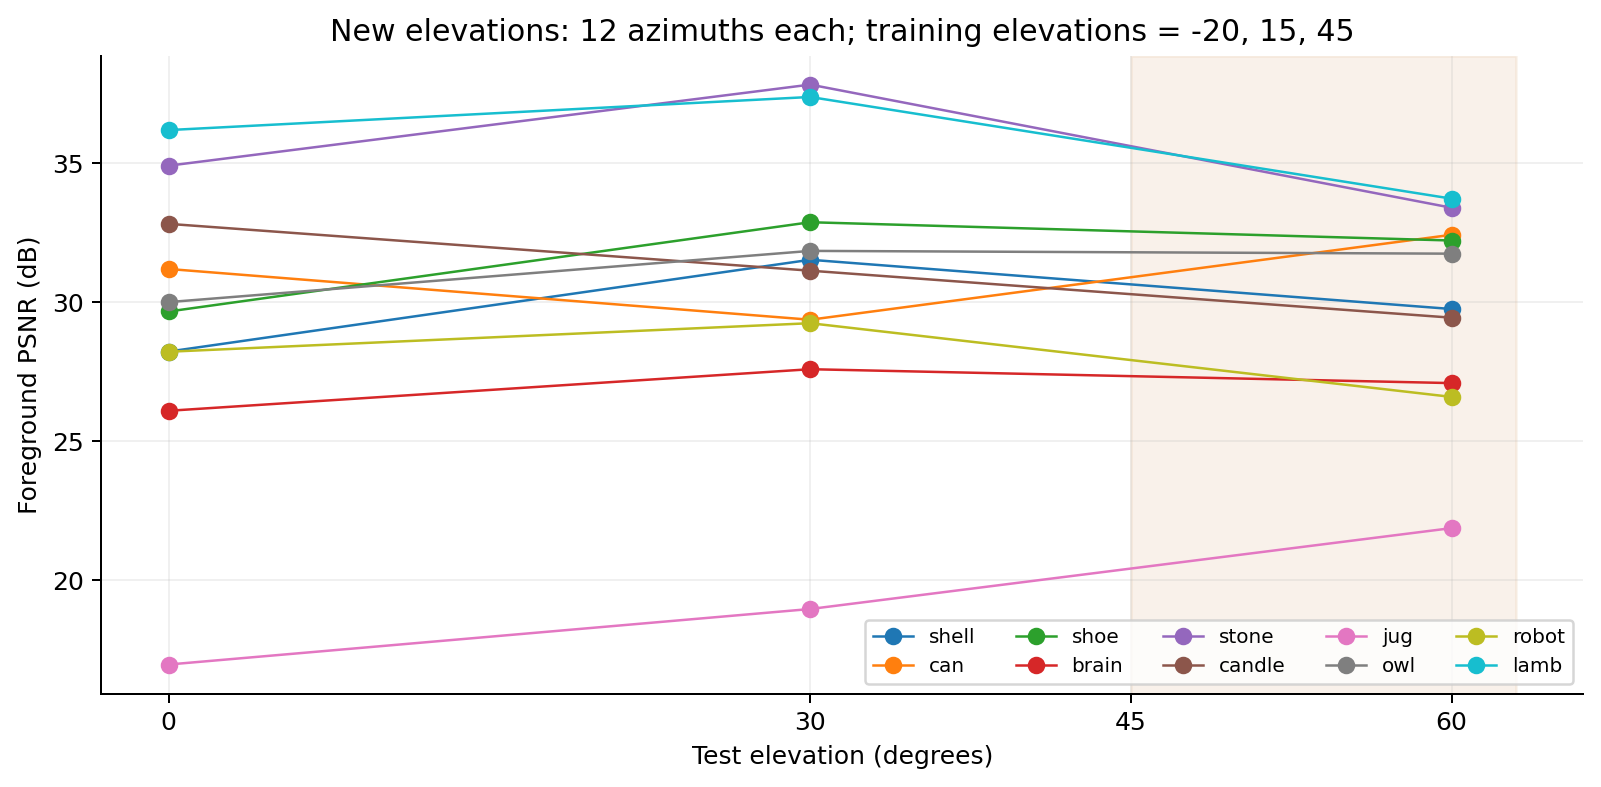 New elevations: 12 azimuths each; training elevations = -20, 15, 45
Foreground PSNR (dB)
35
30
25
20
shell shoe stone jug robot
can brain candle owl lamb
0 30 45 60
Test elevation (degrees)